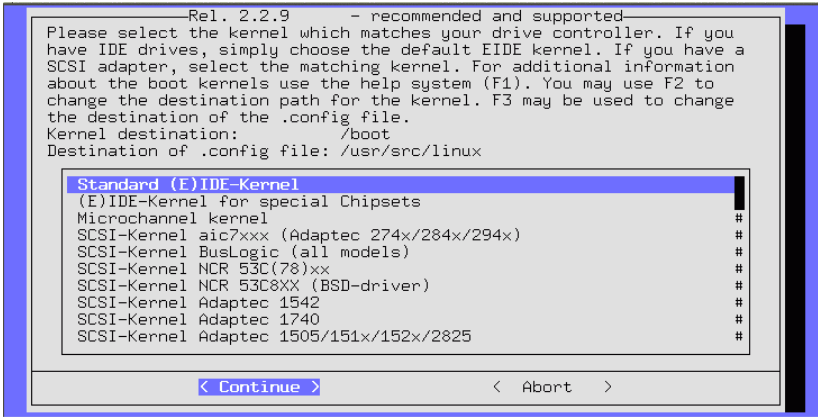 Rel. 2.2.9 - recommended and supported
Please select the kernel which matches your drive controller. If you
have IDE drives, simply choose the default EIDE kernel. If you have a
SCSI adapter, select the matching kernel. For additional information
about the boot kernels use the help system (F1). You may use F2 to
change the destination path for the kernel. F3 may be used to change
the destination of the .config file.
Kernel destination: /boot
Destination of .config file: /usr/src/linux
Standard (E)IDE-Kernel
(E)IDE-Kernel for special Chipsets
Microchannel kernel #
SCSI-Kernel aic7xxx (Adaptec 274x/284x/294x) #
SCSI-Kernel BusLogic (all models) #
SCSI-Kernel NCR 53C(78)xx #
SCSI-Kernel NCR 53C8XX (BSD-driver) #
SCSI-Kernel Adaptec 1542 #
SCSI-Kernel Adaptec 1740 #
SCSI-Kernel Adaptec 1505/151x/152x/2825 #
< Continue > < Abort >